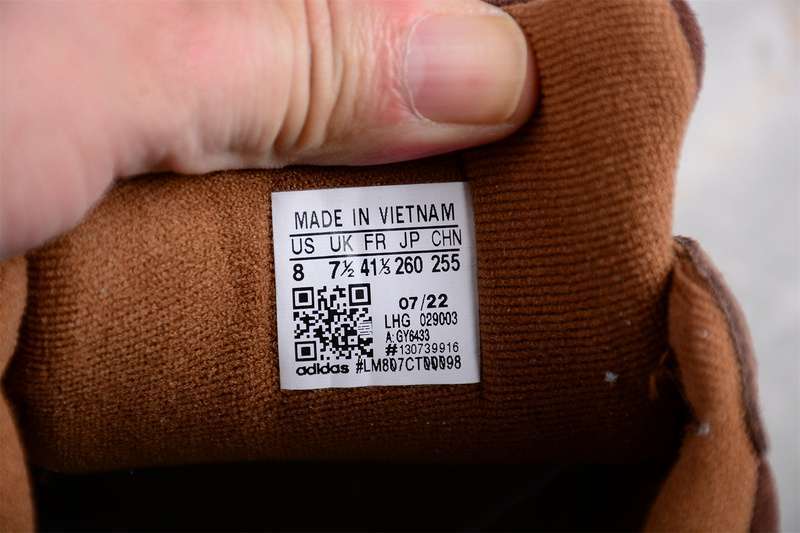 MADE IN VIETNAM
US UK FR JP CHN
8 7½ 41⅓ 260 255
07/22
LHG 029003
A: GY6433
#130739916
adidas #LM807CT00098